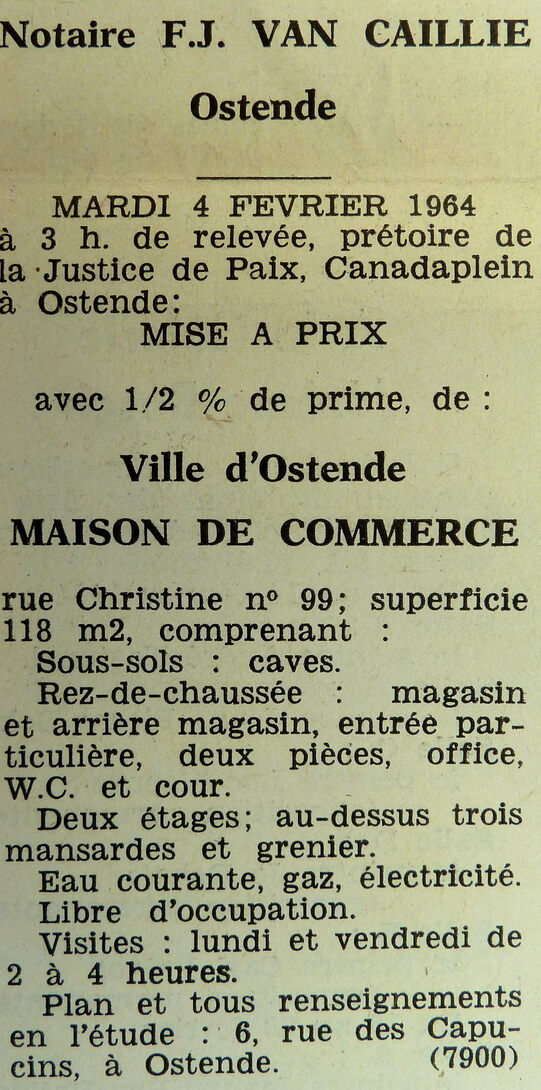 Notaire F.J. VAN CAILLIE
Ostende
MARDI 4 FEVRIER 1964
à 3 h. de relevée, prétoire de
la Justice de Paix, Canadaplein
à Ostende:
MISE A PRIX
avec 1/2 % de prime, de :
Ville d'Ostende
MAISON DE COMMERCE
rue Christine nº 99; superficie
118 m2, comprenant :
Sous-sols : caves.
Rez-de-chaussée : magasin
et arrière magasin, entrée par-
ticulière, deux pièces, office,
W.C. et cour.
Deux étages; au-dessus trois
mansardes et grenier.
Eau courante, gaz, électricité.
Libre d'occupation.
Visites : lundi et vendredi de
2 à 4 heures.
Plan et tous renseignements
en l'étude : 6, rue des Capu-
cins, à Ostende. (7900)